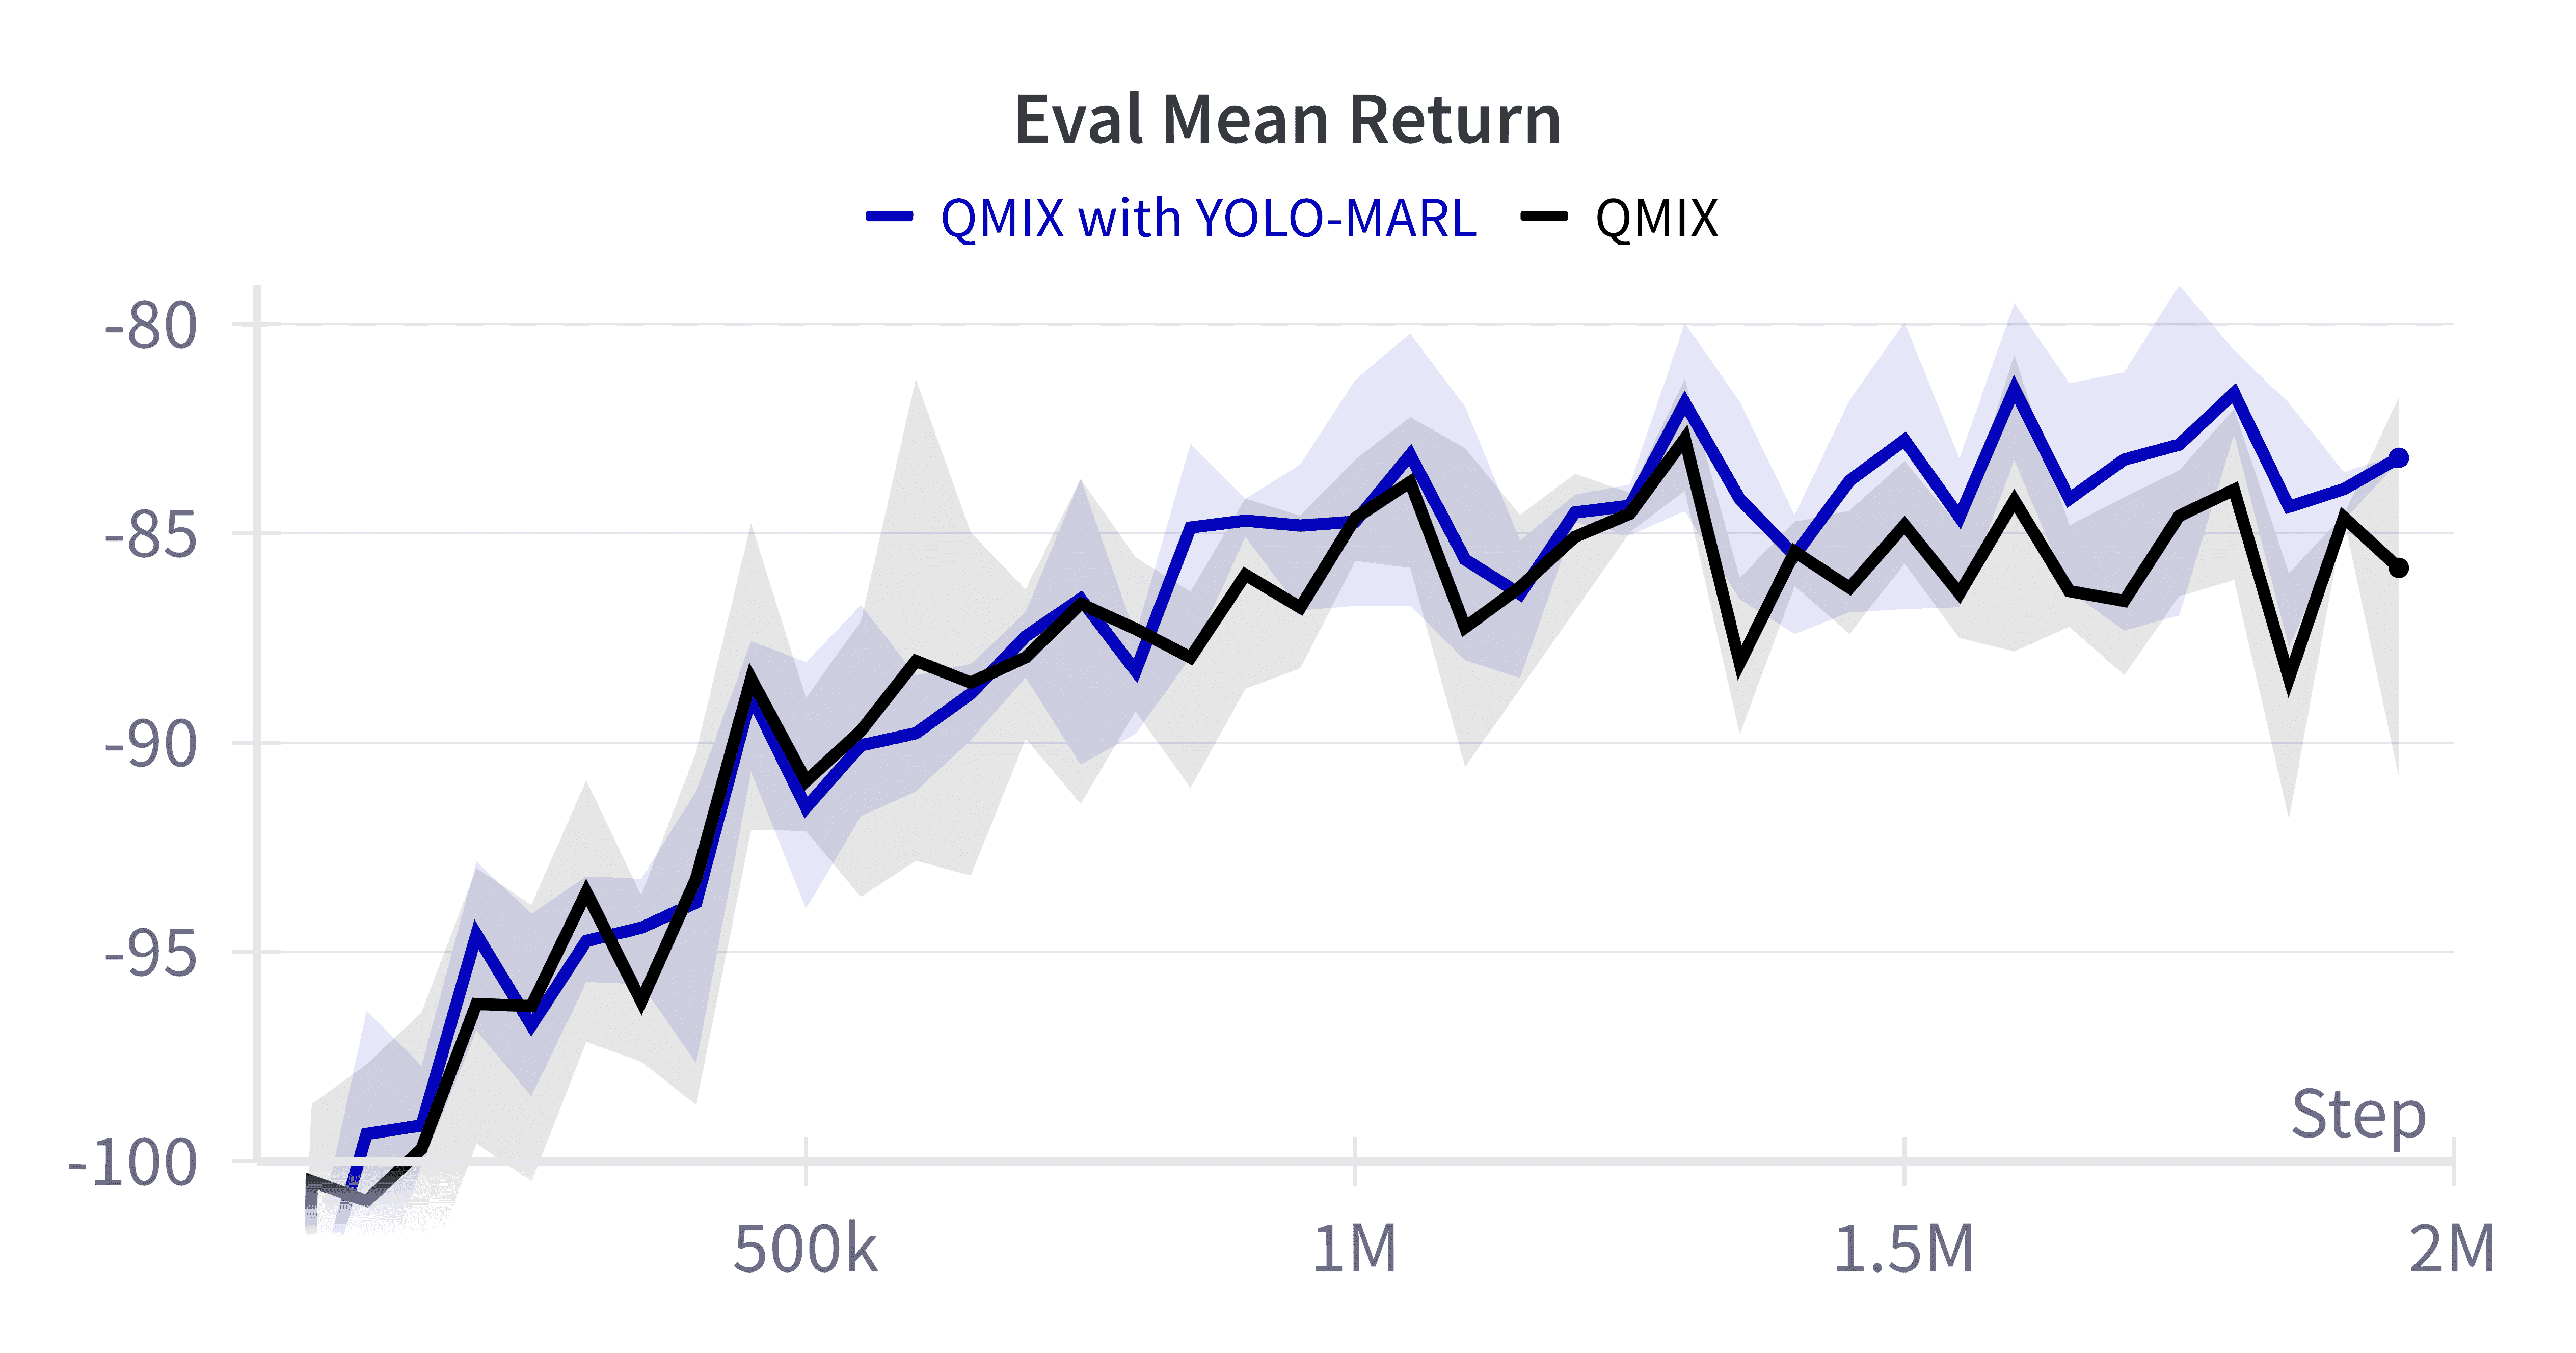 Eval Mean Return
QMIX with YOLO-MARL QMIX
-80
-85
-90
-95
-100
Step
500k 1M 1.5M 2M